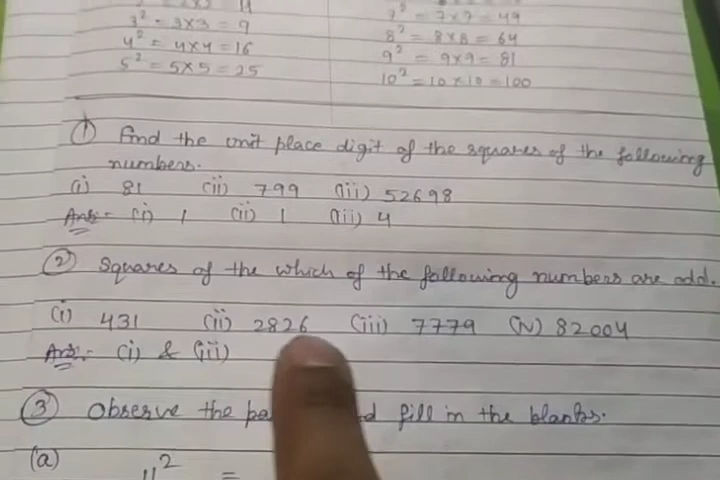 3² = 3×3 = 9
4² = 4×4 = 16
5² = 5×5 = 25
7² = 7×7 = 49
8² = 8×8 = 64
9² = 9×9 = 81
10² = 10×10 = 100
① Find the unit place digit of the squares of the following
numbers.
(i) 81 (ii) 799 (iii) 52698
Ans:- (i) 1 (ii) 1 (iii) 4
② Squares of the which of the following numbers are odd.
(i) 431 (ii) 2826 (iii) 7779 (iv) 82004
Ans:- (i) & (iii)
③ Observe the fill in the blanks.
(a) 11² =